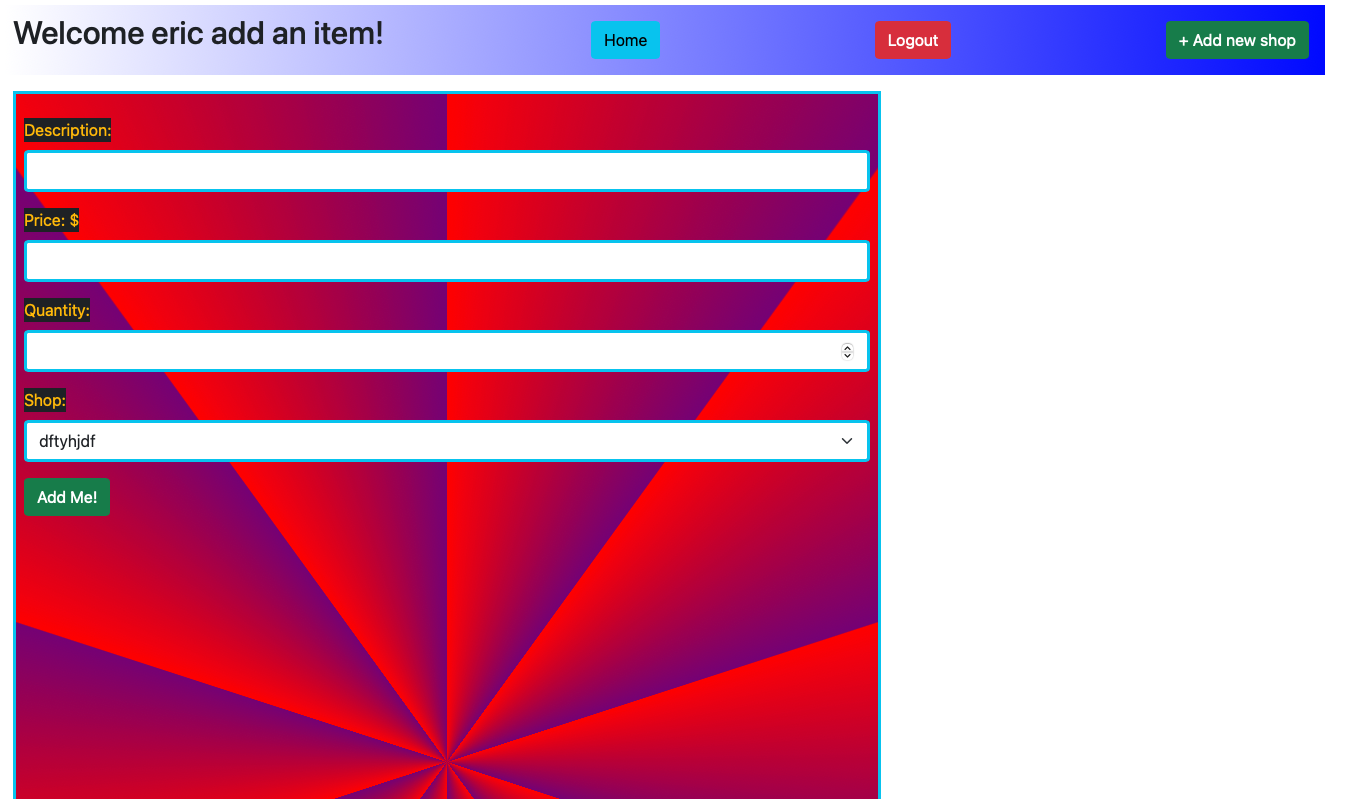 Welcome eric add an item!
Home
Logout
+ Add new shop
Description:
Price: $
Quantity:
Shop:
dftyhjdf
Add Me!